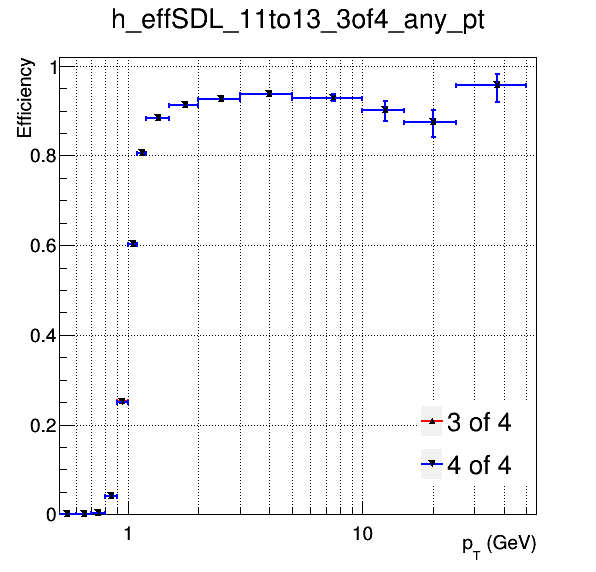 h_effSDL_11to13_3of4_any_pt
Efficiency
1
0.8
0.6
0.4
0.2
0
3 of 4
4 of 4
1 10
p_T (GeV)